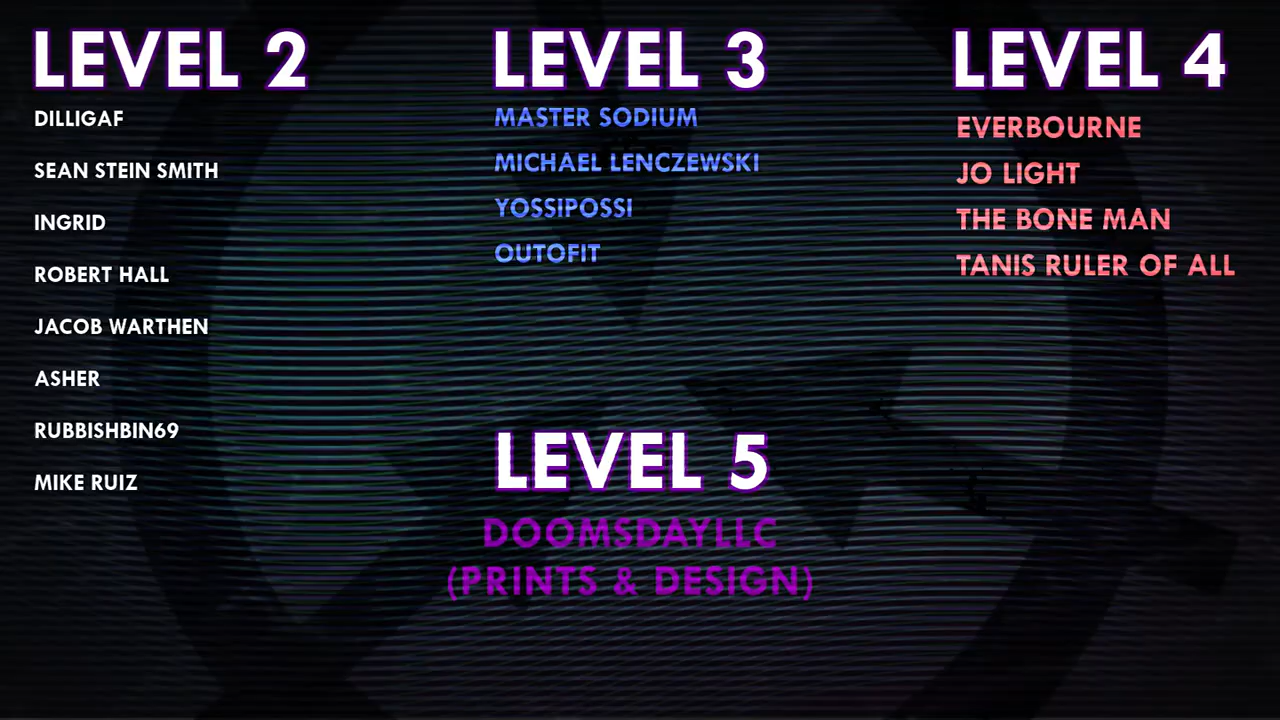 LEVEL 2
DILLIGAF
SEAN STEIN SMITH
INGRID
ROBERT HALL
JACOB WARTHEN
ASHER
RUBBISHBIN69
MIKE RUIZ
LEVEL 3
MASTER SODIUM
MICHAEL LENCZEWSKI
YOSSIPOSSI
OUTOFIT
LEVEL 4
EVERBOURNE
JO LIGHT
THE BONE MAN
TANIS RULER OF ALL
LEVEL 5
DOOMSDAYLLC
(PRINTS & DESIGN)